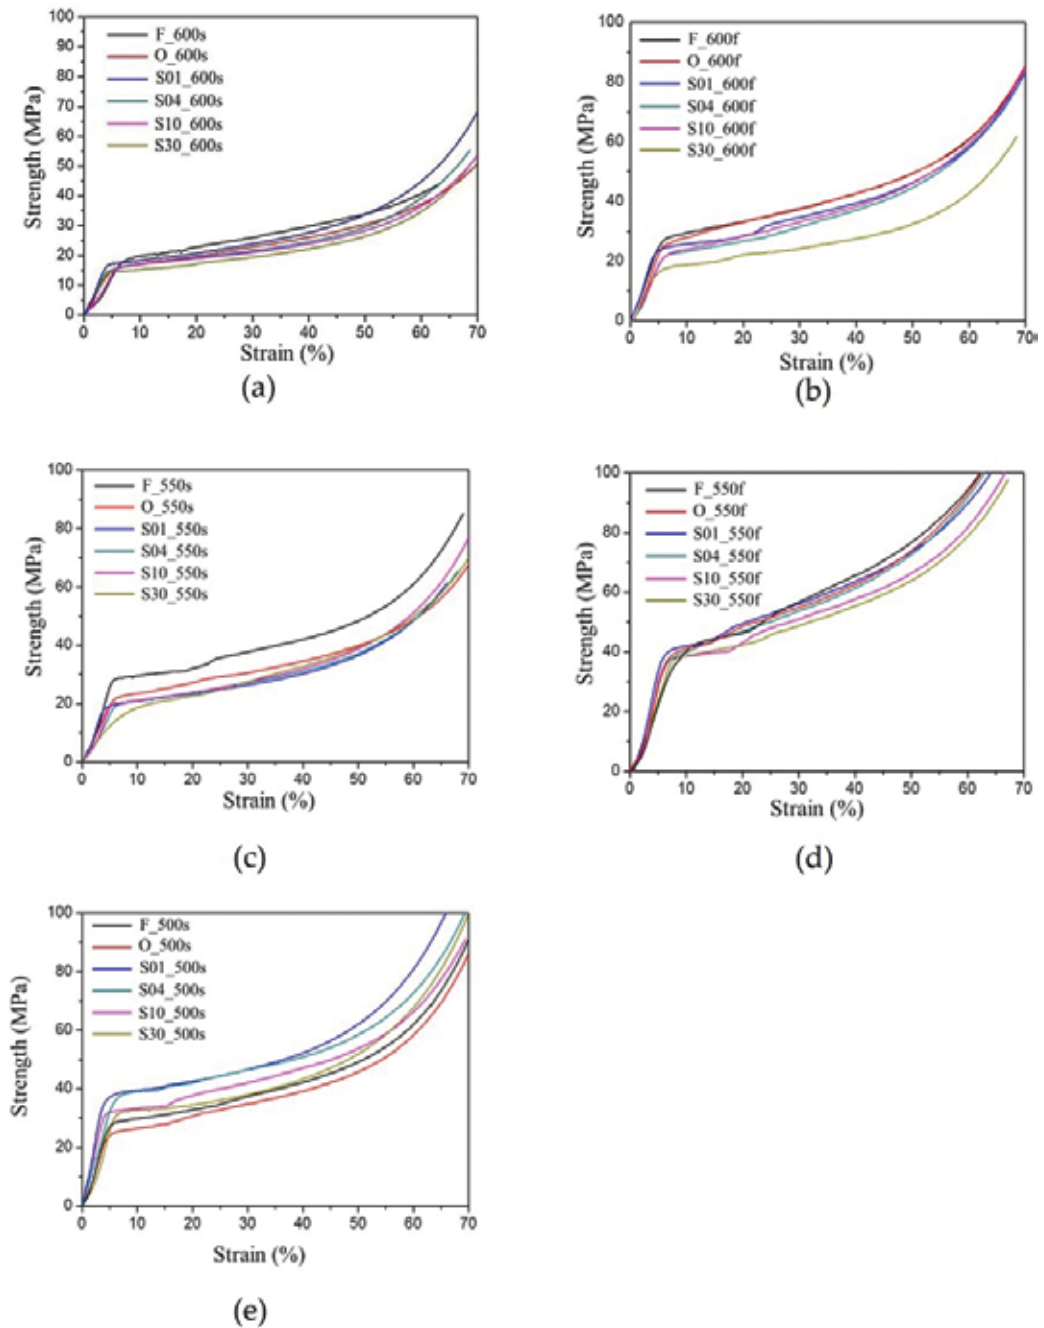 100
90
80
70
60
50
40
30
20
10
0
Strength (MPa)
F_600s
O_600s
S01_600s
S04_600s
S10_600s
S30_600s
0 10 20 30 40 50 60 70
Strain (%)
(a)
100
80
60
40
20
0
Strength (MPa)
F_600f
O_600f
S01_600f
S04_600f
S10_600f
S30_600f
0 10 20 30 40 50 60 70
Strain (%)
(b)
100
80
60
40
20
0
Strength (MPa)
F_550s
O_550s
S01_550s
S04_550s
S10_550s
S30_550s
0 10 20 30 40 50 60 70
Strain (%)
(c)
100
80
60
40
20
0
Strength (MPa)
F_550f
O_550f
S01_550f
S04_550f
S10_550f
S30_550f
0 10 20 30 40 50 60 70
Strain (%)
(d)
100
80
60
40
20
0
Strength (MPa)
F_500s
O_500s
S01_500s
S04_500s
S10_500s
S30_500s
0 10 20 30 40 50 60 70
Strain (%)
(e)